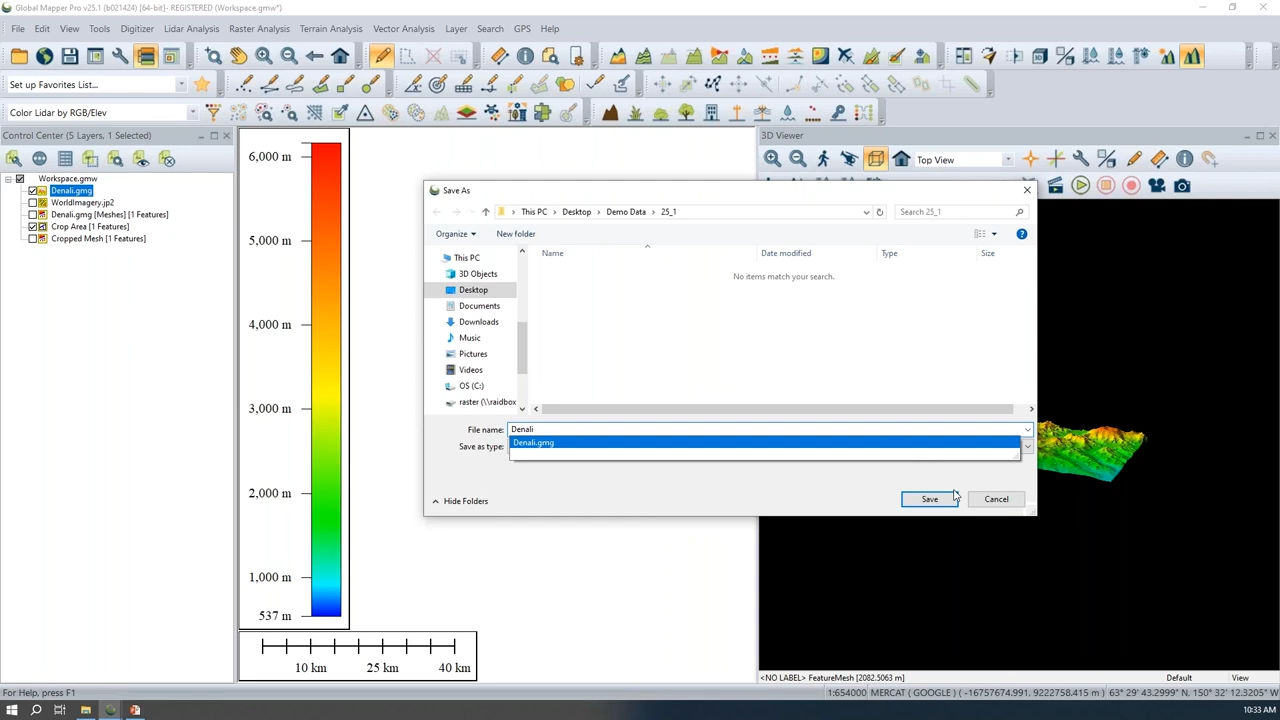 Global Mapper Pro v25.1 (b021424) [64-bit] - REGISTERED (Workspace.gmw*)
File Edit View Tools Digitizer Lidar Analysis Raster Analysis Terrain Analysis Vector Analysis Layer Search GPS Help
Set up Favorites List...
Color Lidar by RGB/Elev
Control Center (5 Layers, 1 Selected)
Workspace.gmw
Denali.gmg
WorldImagery.jp2
Denali.gmg [Meshes] [1 Features]
Crop Area [1 Features]
Cropped Mesh [1 Features]
6,000 m
5,000 m
4,000 m
3,000 m
2,000 m
1,000 m
537 m
10 km 25 km 40 km
3D Viewer
Top View
Save As
This PC > Desktop > Demo Data > 25_1
Search 25_1
Organize
New folder
Name Date modified Type Size
No items match your search.
This PC
3D Objects
Desktop
Documents
Downloads
Music
Pictures
Videos
OS (C:)
raster (\\raidbox
File name: Denali
Denali.gmg
Save as type:
Hide Folders
Save
Cancel
<NO LABEL> FeatureMesh [2082.5063 m]
Default
View
For Help, press F1
1:654000 MERCAT ( GOOGLE ) ( -16757674.991, 9222758.415 m ) 63° 29' 43.2999" N, 150° 32' 12.3205" W
10:33 AM